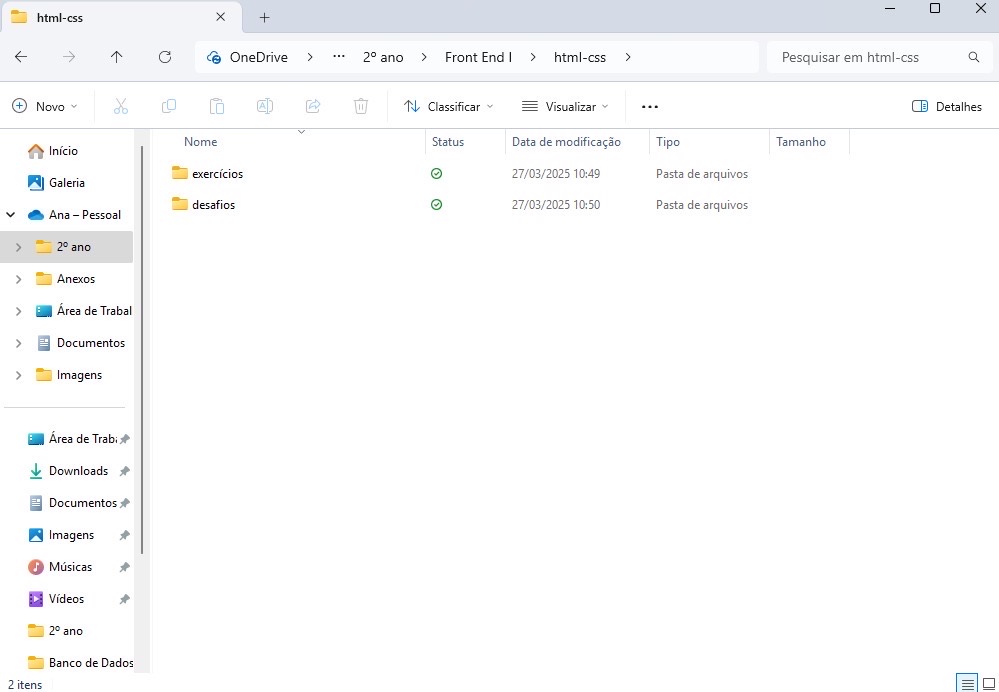 html-css
OneDrive > ... 2º ano > Front End I > html-css >
Pesquisar em html-css
Novo
Classificar
Visualizar
...
Detalhes
Início
Galeria
Ana – Pessoal
2º ano
Anexos
Área de Trabal
Documentos
Imagens
Área de Traba
Downloads
Documentos
Imagens
Músicas
Vídeos
2º ano
Banco de Dados
Nome Status Data de modificação Tipo Tamanho
exercícios 27/03/2025 10:49 Pasta de arquivos
desafios 27/03/2025 10:50 Pasta de arquivos
2 itens